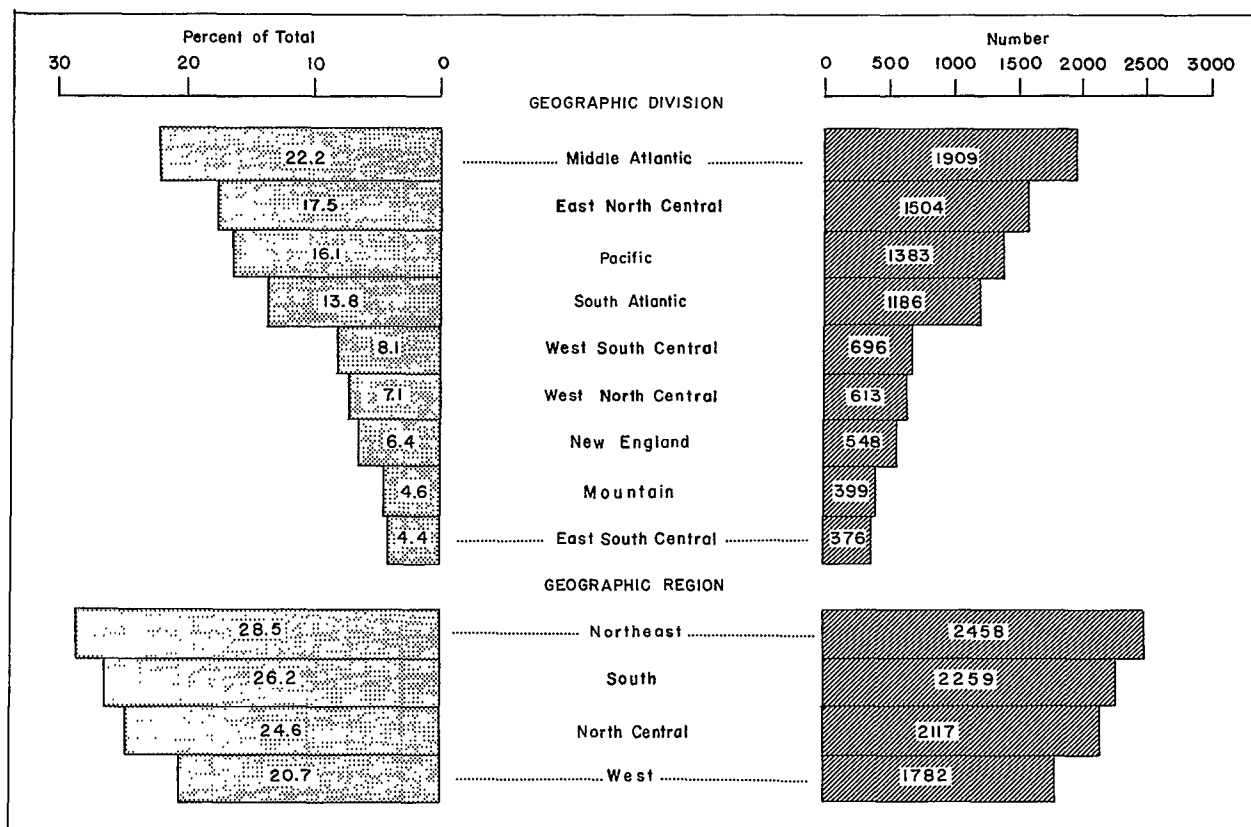 Percent of Total Number
30 20 10 0 0 500 1000 1500 2000 2500 3000
GEOGRAPHIC DIVISION
22.2 Middle Atlantic 1909
17.5 East North Central 1504
16.1 Pacific 1383
13.8 South Atlantic 1186
8.1 West South Central 696
7.1 West North Central 613
6.4 New England 548
4.6 Mountain 399
4.4 East South Central 376
GEOGRAPHIC REGION
28.5 Northeast 2458
26.2 South 2259
24.6 North Central 2117
20.7 West 1782